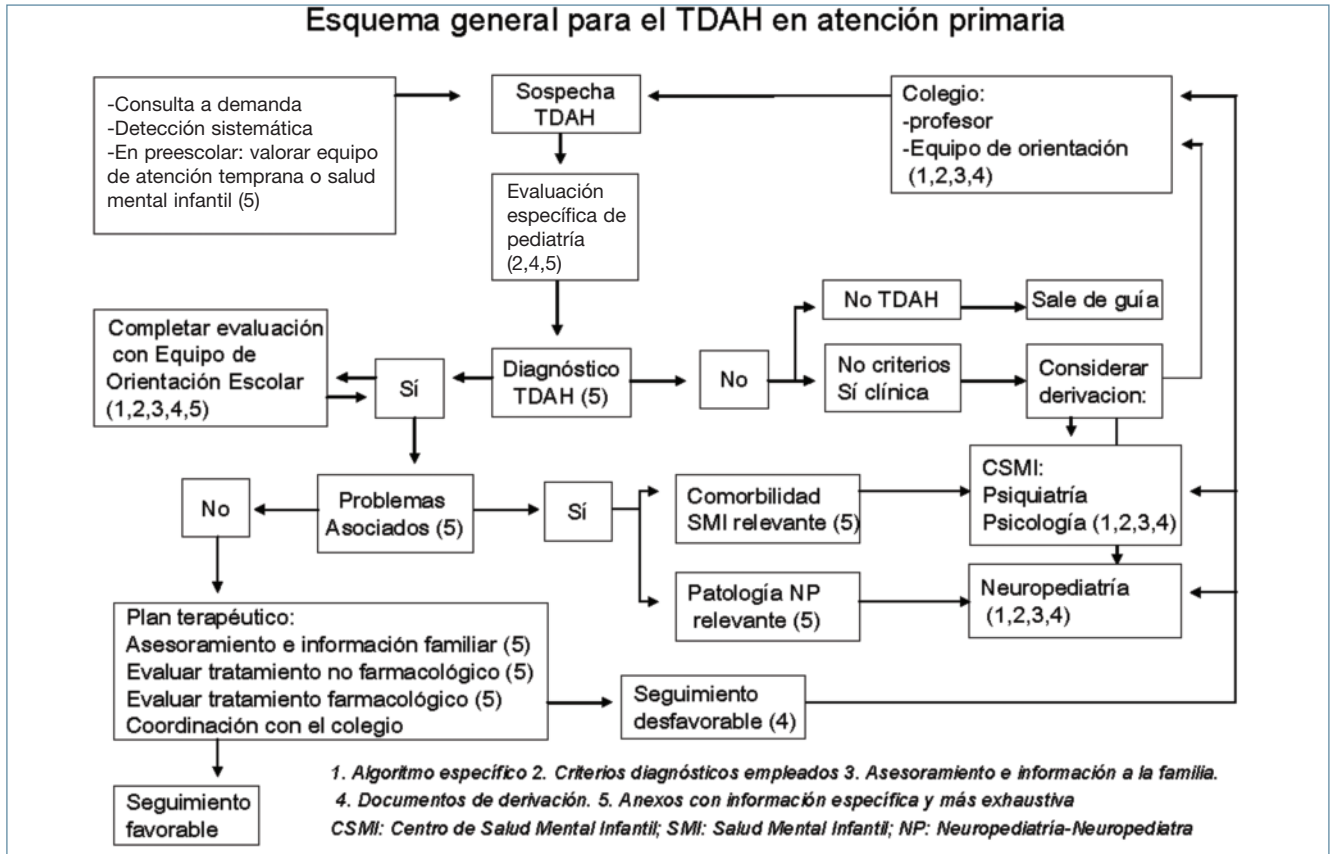 Esquema general para el TDAH en atención primaria
-Consulta a demanda
-Detección sistemática
-En preescolar: valorar equipo
de atención temprana o salud
mental infantil (5)
Sospecha
TDAH
Colegio:
-profesor
-Equipo de orientación
(1,2,3,4)
Evaluación
específica de
pediatría
(2,4,5)
No TDAH
Sale de guía
Completar evaluación
con Equipo de
Orientación Escolar
(1,2,3,4,5)
Sí
Diagnóstico
TDAH (5)
No
No criterios
Sí clínica
Considerar
derivacion:
No
Problemas
Asociados (5)
Sí
Comorbilidad
SMI relevante (5)
CSMI:
Psiquiatría
Psicología (1,2,3,4)
Patología NP
relevante (5)
Neuropediatría
(1,2,3,4)
Plan terapéutico:
Asesoramiento e información familiar (5)
Evaluar tratamiento no farmacológico (5)
Evaluar tratamiento farmacológico (5)
Coordinación con el colegio
Seguimiento
desfavorable (4)
Seguimiento
favorable
1. Algoritmo específico 2. Criterios diagnósticos empleados 3. Asesoramiento e información a la familia.
4. Documentos de derivación. 5. Anexos con información específica y más exhaustiva
CSMI: Centro de Salud Mental Infantil; SMI: Salud Mental Infantil; NP: Neuropediatría-Neuropediatra